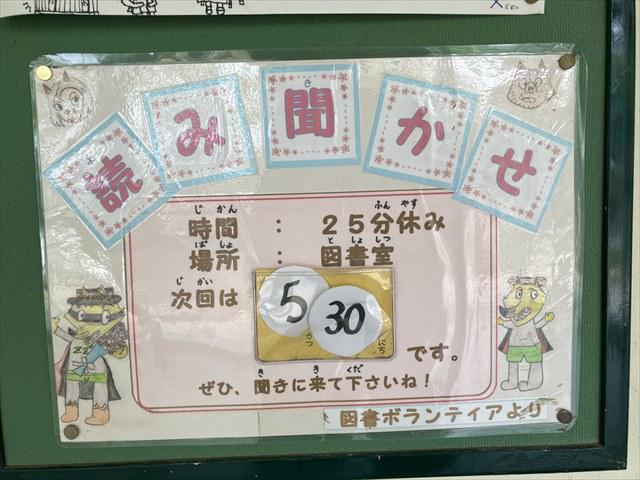 読み聞かせ
時間 : 25分休み
場所 : 図書室
次回は 5 30 です。
ぜひ、聞きに来て下さいね!
図書ボランティアより